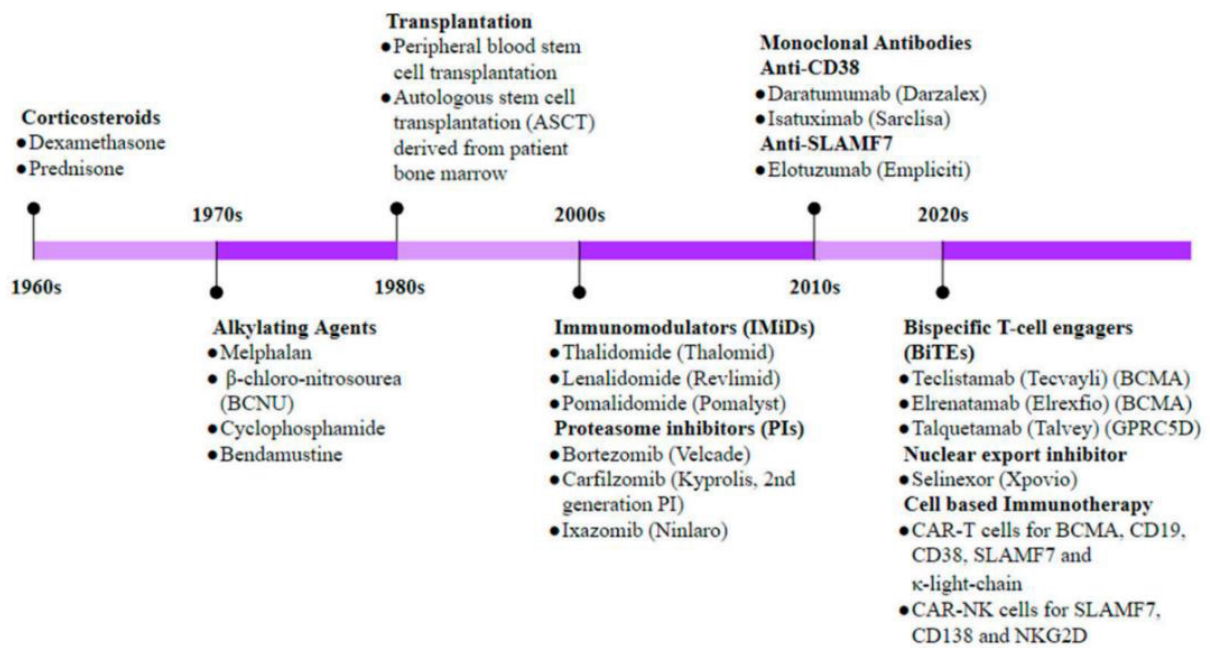 Corticosteroids
●Dexamethasone
●Prednisone
1960s
1970s
Alkylating Agents
●Melphalan
● β-chloro-nitrosourea
(BCNU)
●Cyclophosphamide
●Bendamustine
Transplantation
●Peripheral blood stem
cell transplantation
●Autologous stem cell
transplantation (ASCT)
derived from patient
bone marrow
1980s
2000s
Immunomodulators (IMiDs)
●Thalidomide (Thalomid)
●Lenalidomide (Revlimid)
●Pomalidomide (Pomalyst)
Proteasome inhibitors (PIs)
●Bortezomib (Velcade)
●Carfilzomib (Kyprolis, 2nd
generation PI)
●Ixazomib (Ninlaro)
Monoclonal Antibodies
Anti-CD38
●Daratumumab (Darzalex)
●Isatuximab (Sarclisa)
Anti-SLAMF7
●Elotuzumab (Empliciti)
2010s
2020s
Bispecific T-cell engagers
(BiTEs)
●Teclistamab (Tecvayli) (BCMA)
●Elrenatamab (Elrexfio) (BCMA)
●Talquetamab (Talvey) (GPRC5D)
Nuclear export inhibitor
●Selinexor (Xpovio)
Cell based Immunotherapy
●CAR-T cells for BCMA, CD19,
CD38, SLAMF7 and
κ-light-chain
●CAR-NK cells for SLAMF7,
CD138 and NKG2D